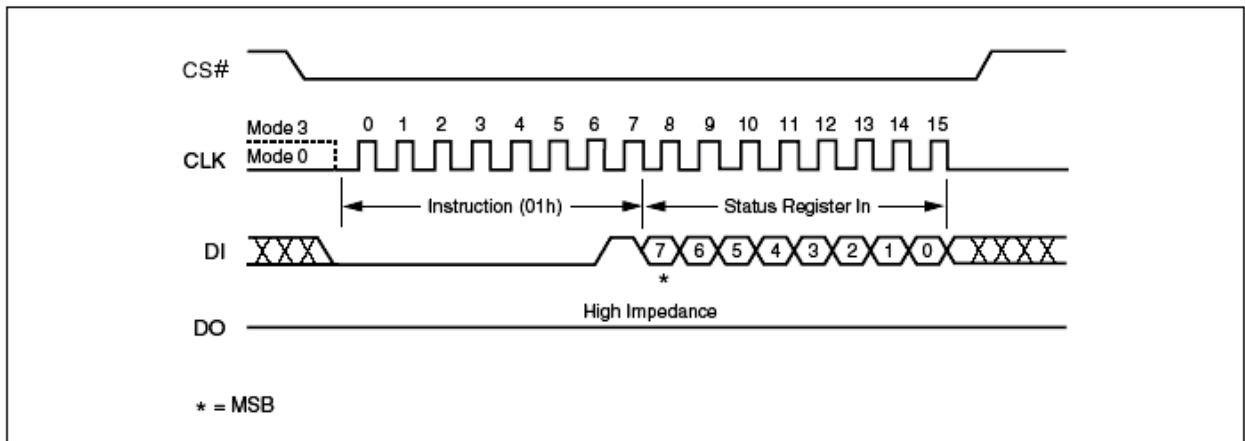 CS#
Mode 3 0 1 2 3 4 5 6 7 8 9 10 11 12 13 14 15
CLK Mode 0
Instruction (01h) Status Register In
DI 7 6 5 4 3 2 1 0
*
High Impedance
DO
* = MSB